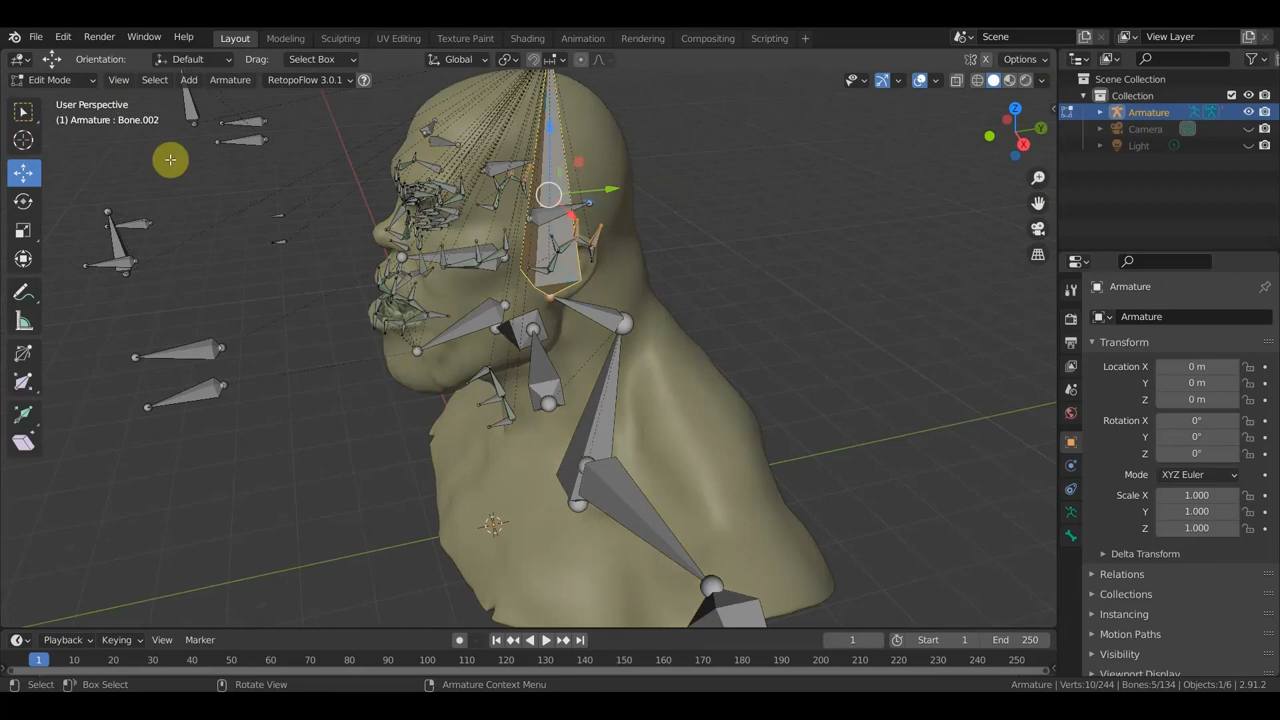 File Edit Render Window Help Layout Modeling Sculpting UV Editing Texture Paint Shading Animation Rendering Compositing Scripting + Scene View Layer
Orientation: Default Drag: Select Box Global Options
Edit Mode View Select Add Armature RetopoFlow 3.0.1
User Perspective
(1) Armature : Bone.002
Z
Y
X
Scene Collection
Collection
Armature
Camera
Light
Armature
Armature
Transform
Location X 0 m
Y 0 m
Z 0 m
Rotation X 0°
Y 0°
Z 0°
Mode XYZ Euler
Scale X 1.000
Y 1.000
Z 1.000
Delta Transform
Relations
Collections
Instancing
Motion Paths
Visibility
Viewport Display
Playback Keying View Marker 1 Start 1 End 250
1 10 20 30 40 50 60 70 80 90 100 110 120 130 140 150 160 170 180 190 200 210 220 230 240 250
Select Box Select Rotate View Armature Context Menu Armature | Verts:10/244 | Bones:5/134 | Objects:1/6 | 2.91.2